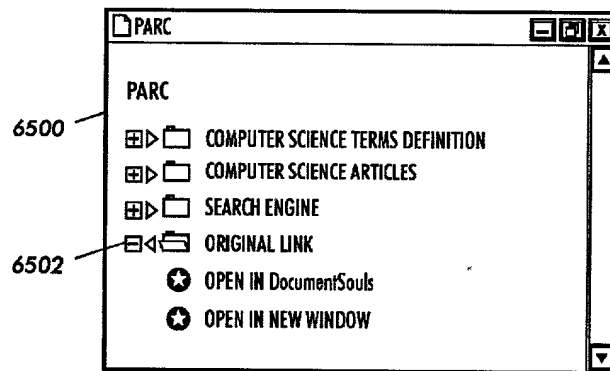 PARC
PARC
6500
COMPUTER SCIENCE TERMS DEFINITION
COMPUTER SCIENCE ARTICLES
SEARCH ENGINE
6502
ORIGINAL LINK
OPEN IN DocumentSouls
OPEN IN NEW WINDOW